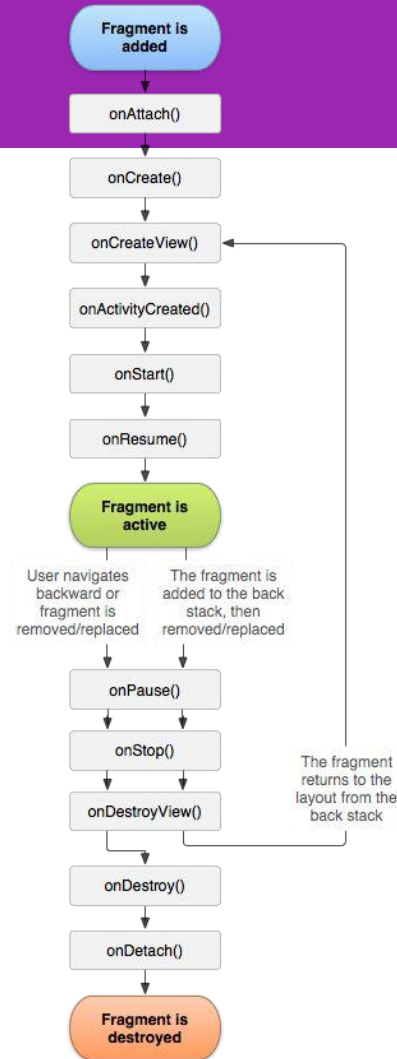 Fragment is
added
onAttach()
onCreate()
onCreateView()
onActivityCreated()
onStart()
onResume()
Fragment is
active
User navigates
backward or
fragment is
removed/replaced
The fragment is
added to the back
stack, then
removed/replaced
onPause()
onStop()
The fragment
returns to the
layout from the
back stack
onDestroyView()
onDestroy()
onDetach()
Fragment is
destroyed